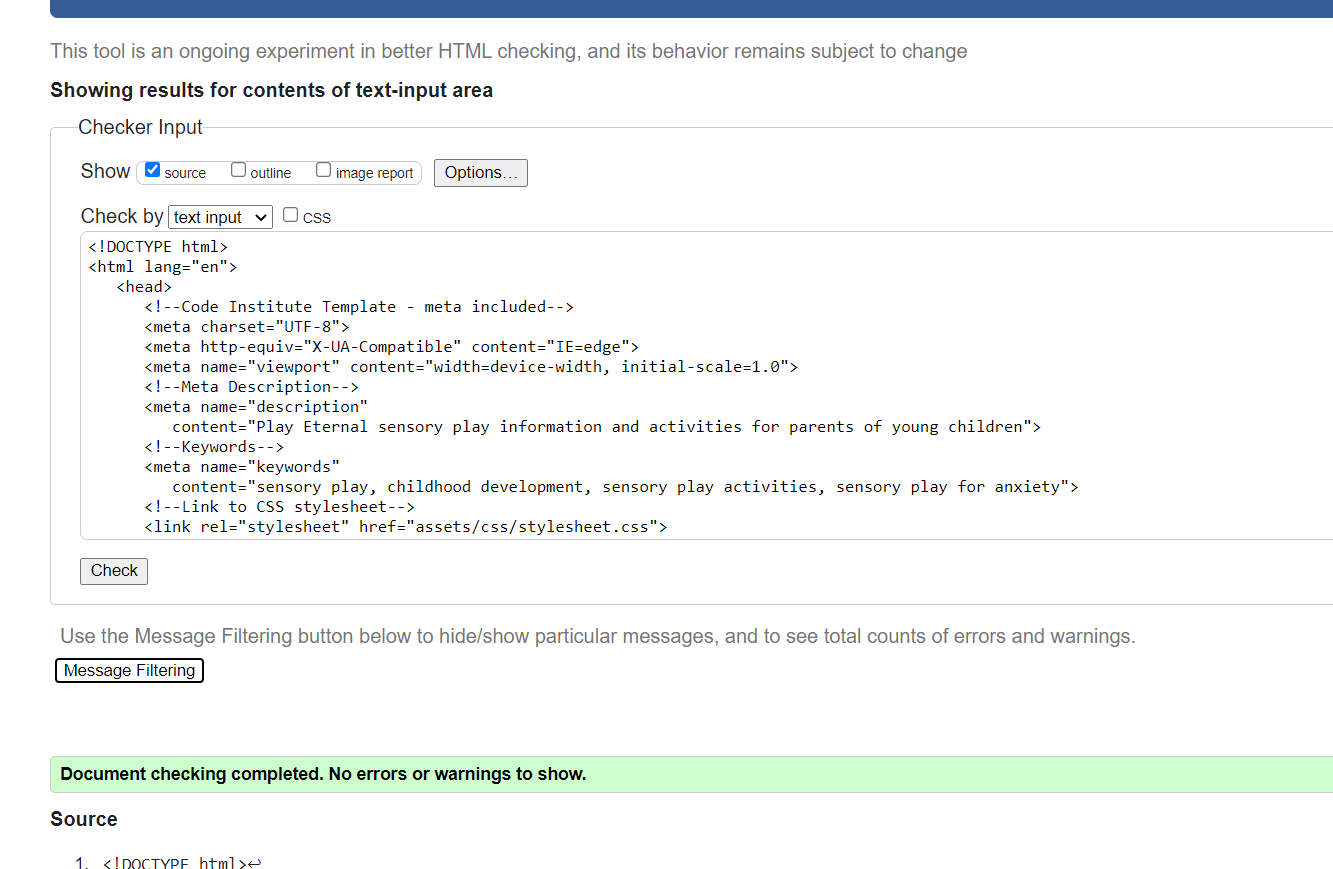 This tool is an ongoing experiment in better HTML checking, and its behavior remains subject to change
Showing results for contents of text-input area
Checker Input
Show source outline image report Options...
Check by text input CSS
<!DOCTYPE html>
<html lang="en">
<head>
<!--Code Institute Template - meta included-->
<meta charset="UTF-8">
<meta http-equiv="X-UA-Compatible" content="IE=edge">
<meta name="viewport" content="width=device-width, initial-scale=1.0">
<!--Meta Description-->
<meta name="description"
content="Play Eternal sensory play information and activities for parents of young children">
<!--Keywords-->
<meta name="keywords"
content="sensory play, childhood development, sensory play activities, sensory play for anxiety">
<!--Link to CSS stylesheet-->
<link rel="stylesheet" href="assets/css/stylesheet.css">
Check
Use the Message Filtering button below to hide/show particular messages, and to see total counts of errors and warnings.
Message Filtering
Document checking completed. No errors or warnings to show.
Source
1. <!DOCTYPE html>↩